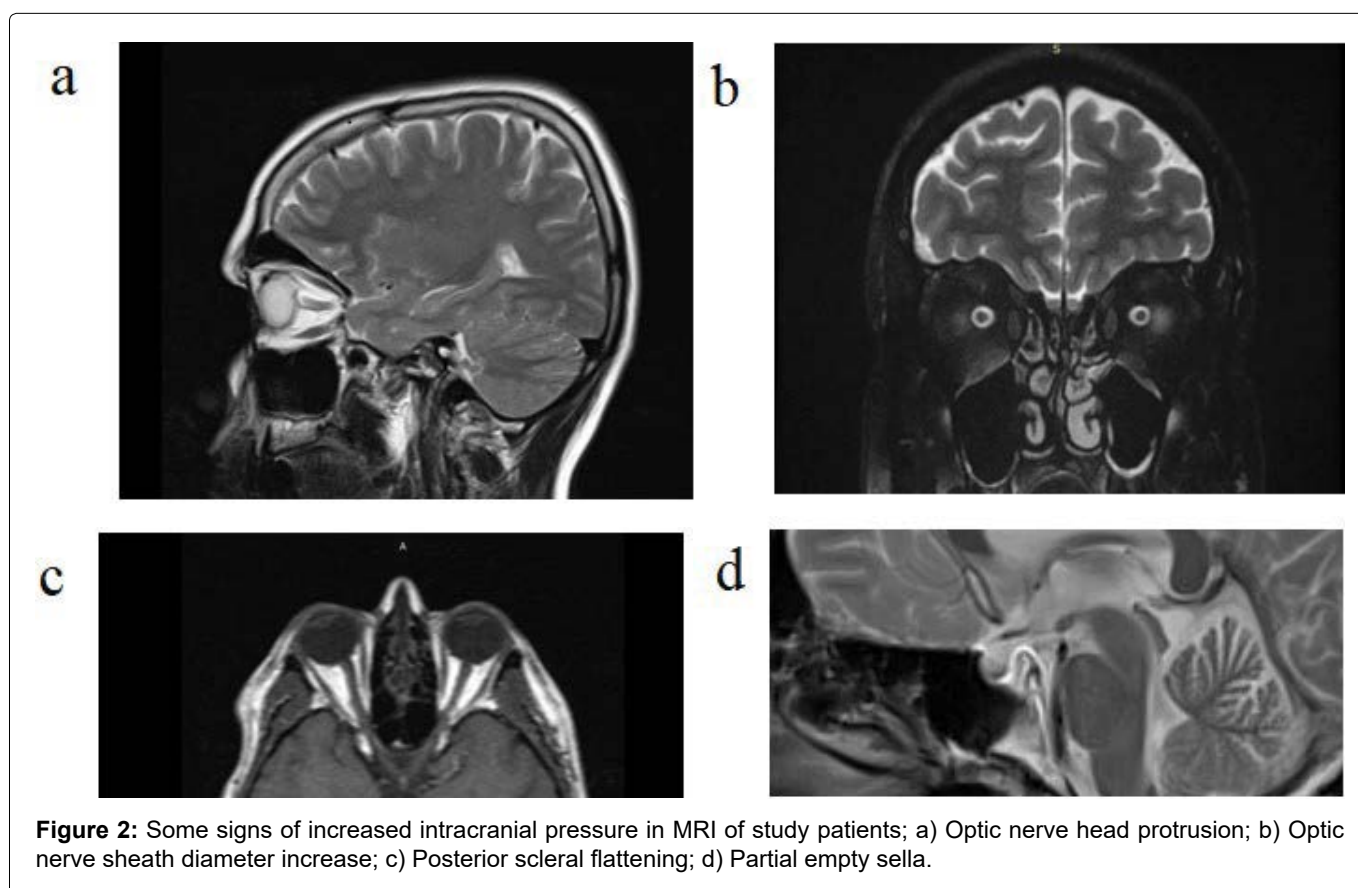 a
b
S
c
A
d
Figure 2: Some signs of increased intracranial pressure in MRI of study patients; a) Optic nerve head protrusion; b) Optic
nerve sheath diameter increase; c) Posterior scleral flattening; d) Partial empty sella.